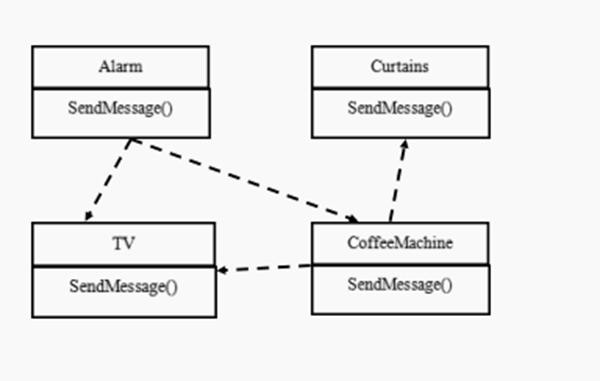 Alarm
SendMessage()
Curtains
SendMessage()
TV
SendMessage()
CoffeeMachine
SendMessage()